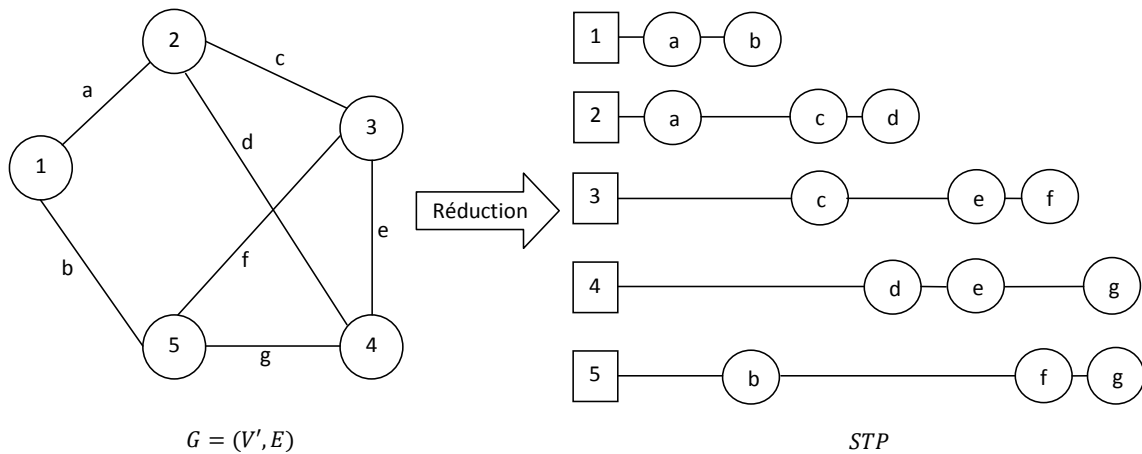 2
c
a
d
3
1
Réduction
e
f
b
5
g
4
G = (V′, E)
1 a b
2 a c d
3 c e f
4 d e g
5 b f g
STP